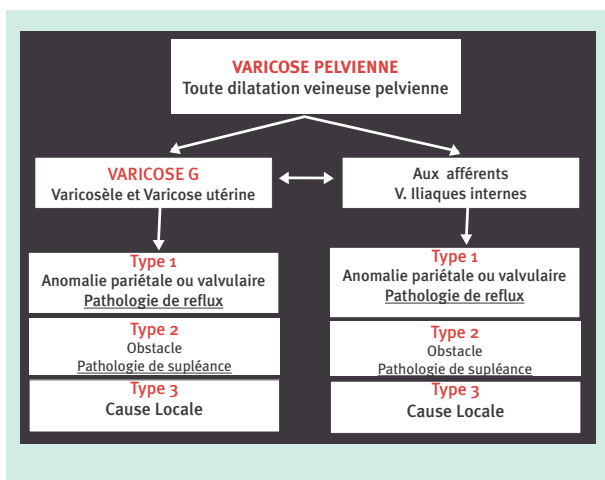 VARICOSE PELVIENNE
Toute dilatation veineuse pelvienne
VARICOSE G
Varicosèle et Varicose utérine
Aux afférents
V. Iliaques internes
Type 1
Anomalie pariétale ou valvulaire
Pathologie de reflux
Type 2
Obstacle
Pathologie de supléance
Type 3
Cause Locale
Type 1
Anomalie pariétale ou valvulaire
Pathologie de reflux
Type 2
Obstacle
Pathologie de supléance
Type 3
Cause Locale